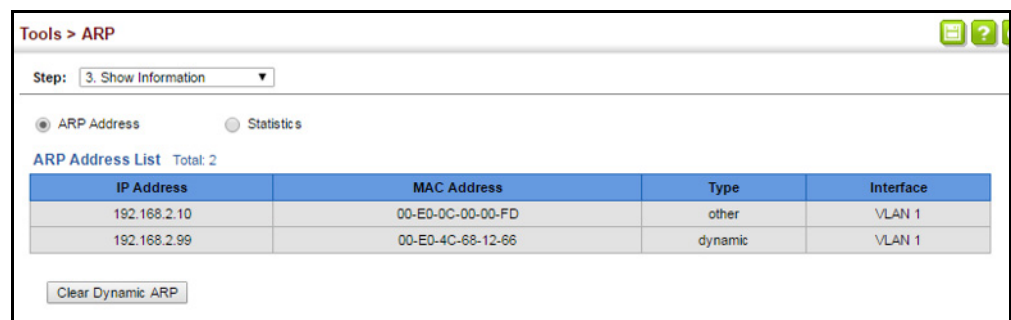 Tools > ARP
?
Step: 3. Show Information
ARP Address Statistics
ARP Address List Total: 2
IP Address MAC Address Type Interface
192.168.2.10 00-E0-0C-00-00-FD other VLAN 1
192.168.2.99 00-E0-4C-68-12-66 dynamic VLAN 1
Clear Dynamic ARP